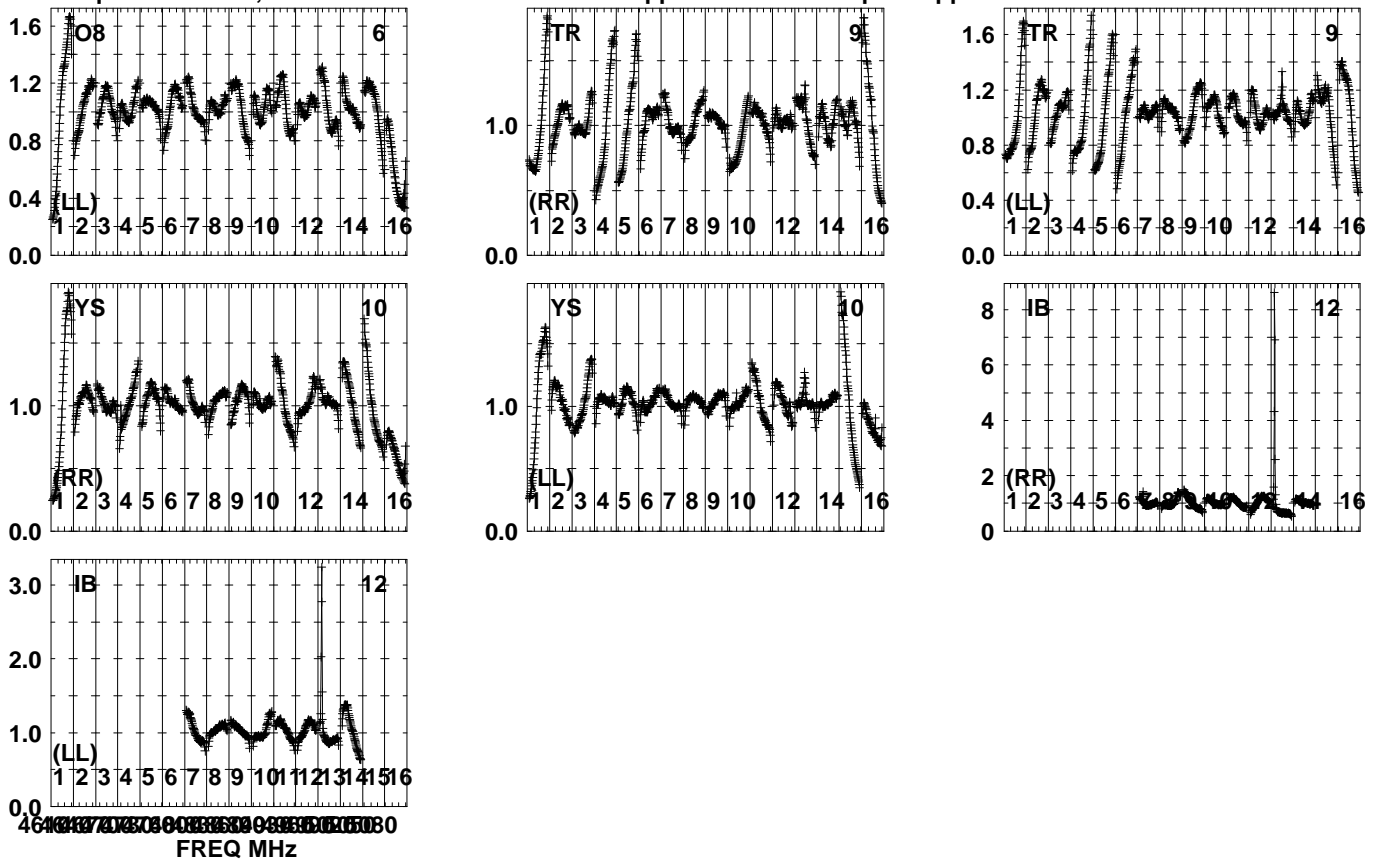 1.6 O8 6 TR 9 1.6 TR 9
1.2 1.2
0.8 1.0 0.8
0.4 (LL) (RR) 0.4 (LL)
1 2 3 4 5 6 7 8 9 10 12 14 16 1 2 3 4 5 6 7 8 9 10 12 14 16 1 2 3 4 5 6 7 8 9 10 12 14 16
0.0 0.0 0.0
YS 10 YS 10 8 IB 12
6
1.0 1.0 4
2
(RR) (LL) (RR)
1 2 3 4 5 6 7 8 9 10 12 14 16 1 2 3 4 5 6 7 8 9 10 12 14 16 1 2 3 4 5 6 8 14 16
0.0 0.0 0
3.0 IB 12
2.0
1.0
(LL)
1 2 3 4 5 6 7 8 9 10 11 12 13 14 15 16
0.0
FREQ MHz